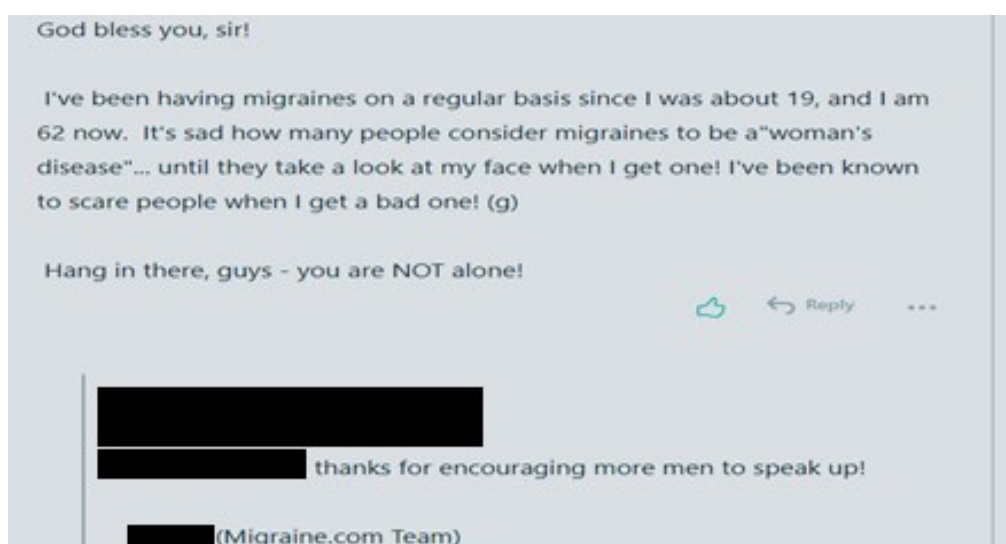 God bless you, sir!
I've been having migraines on a regular basis since I was about 19, and I am
62 now. It's sad how many people consider migraines to be a"woman's
disease"... until they take a look at my face when I get one! I've been known
to scare people when I get a bad one! (g)
Hang in there, guys - you are NOT alone!
Reply
thanks for encouraging more men to speak up!
(Migraine.com Team)